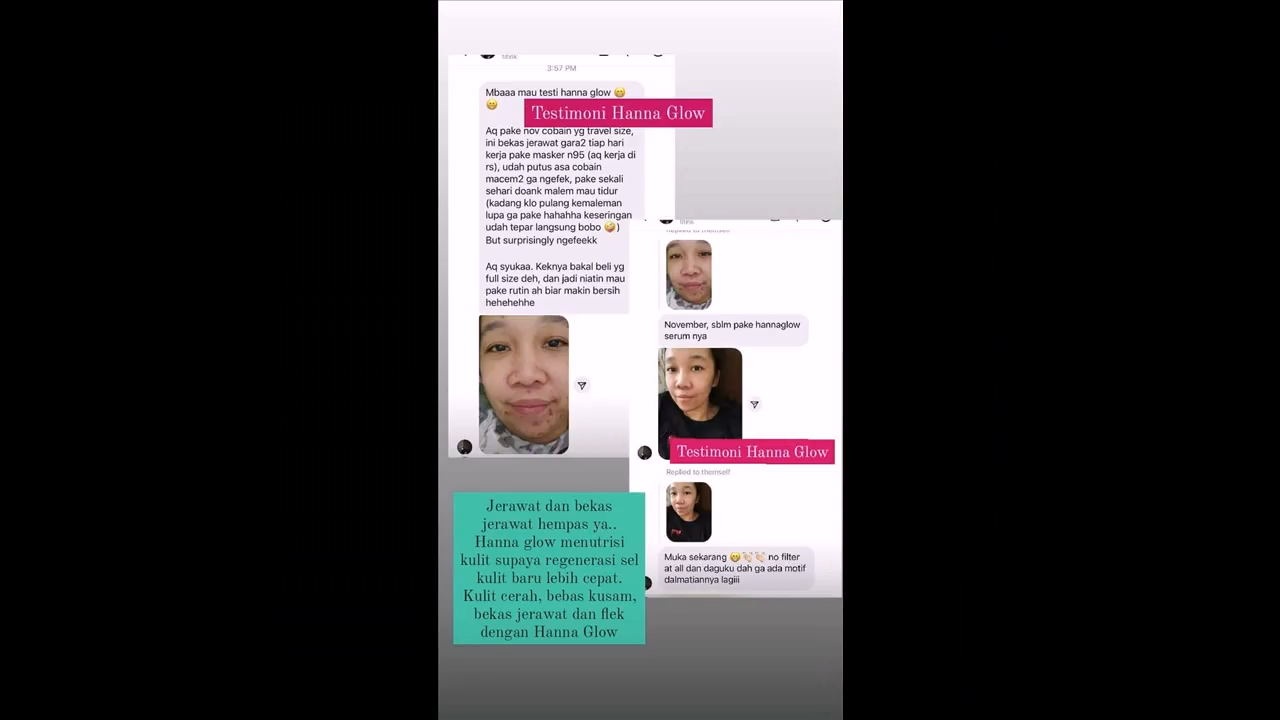 3:57 PM
Mbaaa mau testi hanna glow 😁
😁
Testimoni Hanna Glow
Aq pake nov cobain yg travel size,
ini bekas jerawat gara2 tiap hari
kerja pake masker n95 (aq kerja di
rs), udah putus asa cobain
macem2 ga ngefek, pake sekali
sehari doank malem mau tidur
(kadang klo pulang kemaleman
lupa ga pake hahahha keseringan
udah tepar langsung bobo 🤪)
But surprisingly ngefeekk
Aq syukaa. Keknya bakal beli yg
full size deh, dan jadi niatin mau
pake rutin ah biar makin bersih
hehehehhe
Replied to themself
November, sblm pake hannaglow
serum nya
Testimoni Hanna Glow
Replied to themself
Muka sekarang 😁👏👏 no filter
at all dan daguku dah ga ada motif
dalmatiannya lagiii
Jerawat dan bekas
jerawat hempas ya..
Hanna glow menutrisi
kulit supaya regenerasi sel
kulit baru lebih cepat.
Kulit cerah, bebas kusam,
bekas jerawat dan flek
dengan Hanna Glow